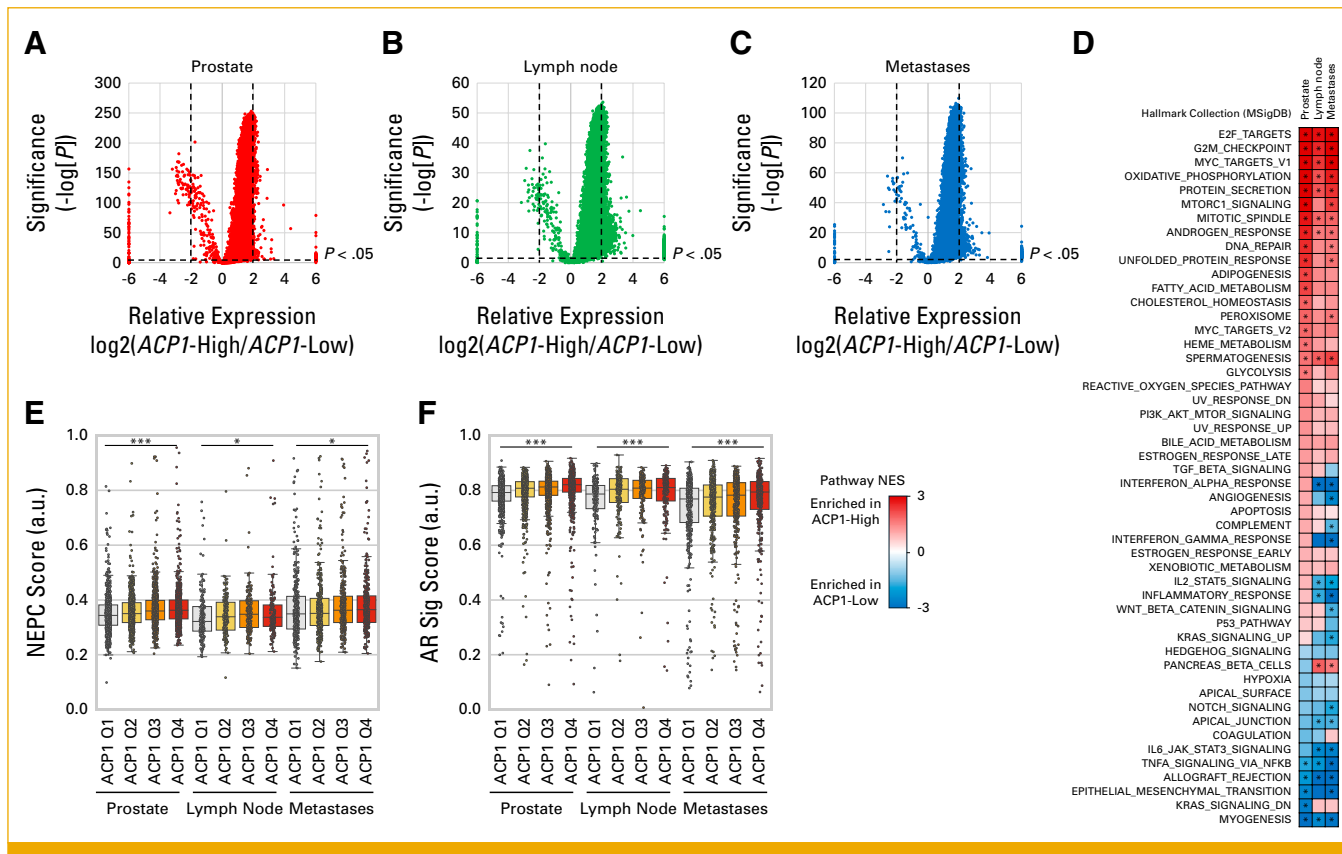 A
Prostate
300
250
200
150
100
50
0
-6
-4
-2
0
2
4
6
Significance
(-log[P])
P < .05
Relative Expression
log2(ACP1-High/ACP1-Low)
B
Lymph node
60
50
40
30
20
10
0
-6
-4
-2
0
2
4
6
Significance
(-log[P])
P < .05
Relative Expression
log2(ACP1-High/ACP1-Low)
C
Metastases
120
100
80
60
40
20
0
-6
-4
-2
0
2
4
6
Significance
(-log[P])
P < .05
Relative Expression
log2(ACP1-High/ACP1-Low)
D
Hallmark Collection (MSigDB)
Prostate
Lymph node
Metastases
E2F_TARGETS * * *
G2M_CHECKPOINT * * *
MYC_TARGETS_V1 * * *
OXIDATIVE_PHOSPHORYLATION * * *
PROTEIN_SECRETION * * *
MTORC1_SIGNALING * *
MITOTIC_SPINDLE * * *
ANDROGEN_RESPONSE * * *
DNA_REPAIR * *
UNFOLDED_PROTEIN_RESPONSE * *
ADIPOGENESIS *
FATTY_ACID_METABOLISM *
CHOLESTEROL_HOMEOSTASIS *
PEROXISOME * *
MYC_TARGETS_V2 *
HEME_METABOLISM *
SPERMATOGENESIS * * *
GLYCOLYSIS *
REACTIVE_OXYGEN_SPECIES_PATHWAY
UV_RESPONSE_DN
PI3K_AKT_MTOR_SIGNALING
UV_RESPONSE_UP
BILE_ACID_METABOLISM
ESTROGEN_RESPONSE_LATE
TGF_BETA_SIGNALING
INTERFERON_ALPHA_RESPONSE * *
ANGIOGENESIS *
APOPTOSIS
COMPLEMENT *
INTERFERON_GAMMA_RESPONSE *
ESTROGEN_RESPONSE_EARLY
XENOBIOTIC_METABOLISM
IL2_STAT5_SIGNALING * *
INFLAMMATORY_RESPONSE * *
WNT_BETA_CATENIN_SIGNALING *
P53_PATHWAY
KRAS_SIGNALING_UP *
HEDGEHOG_SIGNALING
PANCREAS_BETA_CELLS * *
HYPOXIA
APICAL_SURFACE
NOTCH_SIGNALING *
APICAL_JUNCTION * *
COAGULATION
IL6_JAK_STAT3_SIGNALING * *
TNFA_SIGNALING_VIA_NFKB * * *
ALLOGRAFT_REJECTION * * *
EPITHELIAL_MESENCHYMAL_TRANSITION * * *
KRAS_SIGNALING_DN *
MYOGENESIS * * *
E
1.0
0.8
0.6
0.4
0.2
0.0
NEPC Score (a.u.)
***
*
*
ACP1 Q1
ACP1 Q2
ACP1 Q3
ACP1 Q4
ACP1 Q1
ACP1 Q2
ACP1 Q3
ACP1 Q4
ACP1 Q1
ACP1 Q2
ACP1 Q3
ACP1 Q4
Prostate
Lymph Node
Metastases
F
1.0
0.8
0.6
0.4
0.2
0.0
AR Sig Score (a.u.)
***
***
***
ACP1 Q1
ACP1 Q2
ACP1 Q3
ACP1 Q4
ACP1 Q1
ACP1 Q2
ACP1 Q3
ACP1 Q4
ACP1 Q1
ACP1 Q2
ACP1 Q3
ACP1 Q4
Prostate
Lymph Node
Metastases
Pathway NES
Enriched in
ACP1-High
3
0
Enriched in
ACP1-Low
-3